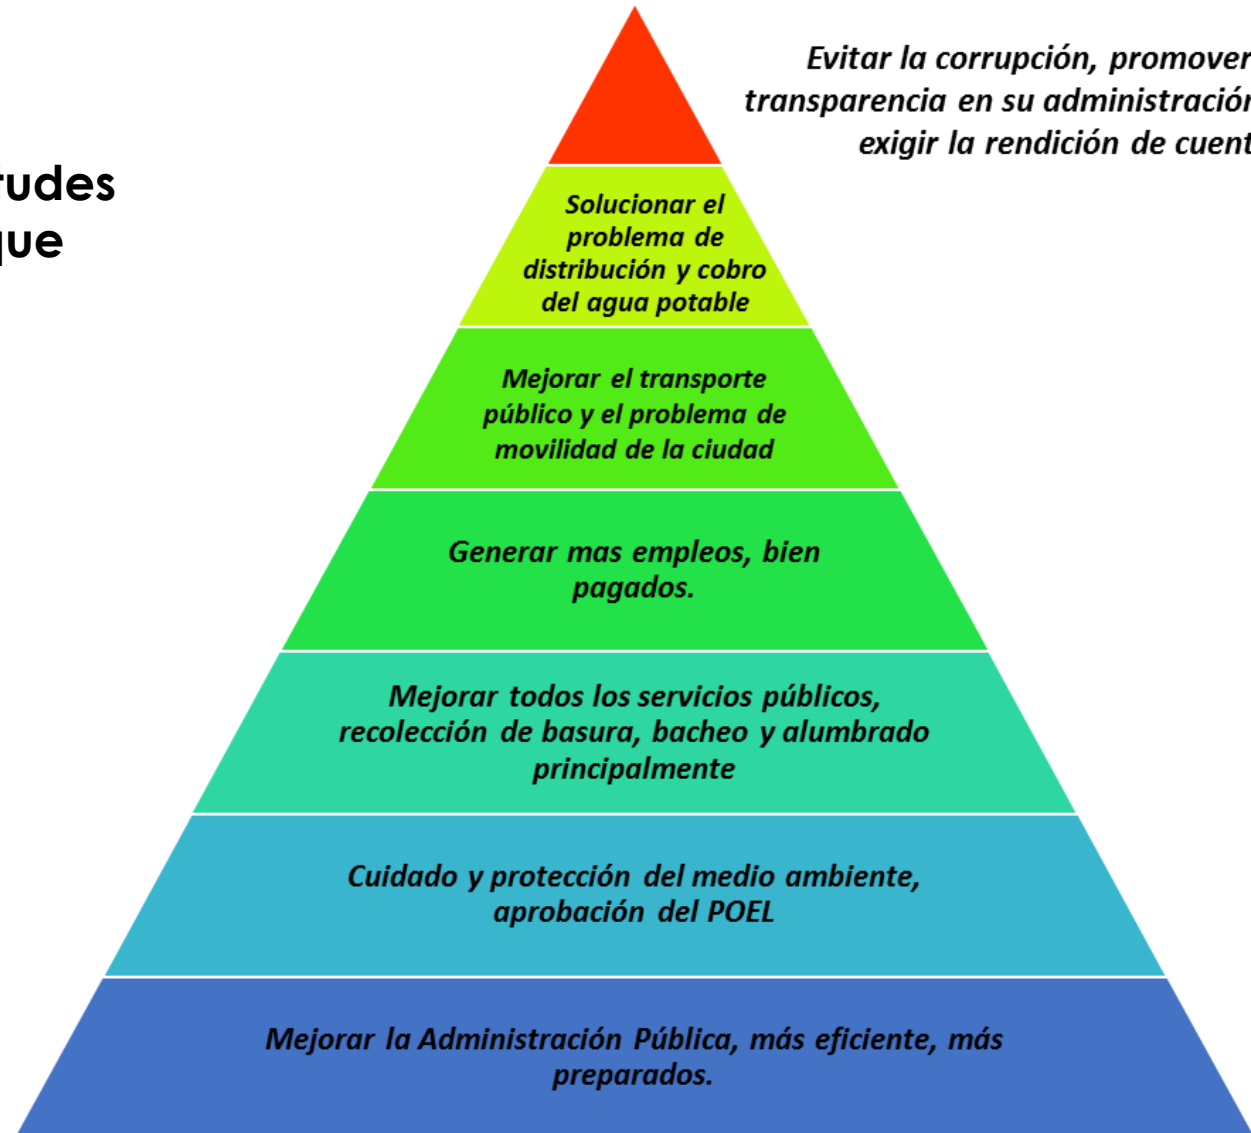 tudes
que
Evitar la corrupción, promover
transparencia en su administración
exigir la rendición de cuent
Solucionar el
problema de
distribución y cobro
del agua potable
Mejorar el transporte
público y el problema de
movilidad de la ciudad
Generar mas empleos, bien
pagados.
Mejorar todos los servicios públicos,
recolección de basura, bacheo y alumbrado
principalmente
Cuidado y protección del medio ambiente,
aprobación del POEL
Mejorar la Administración Pública, más eficiente, más
preparados.